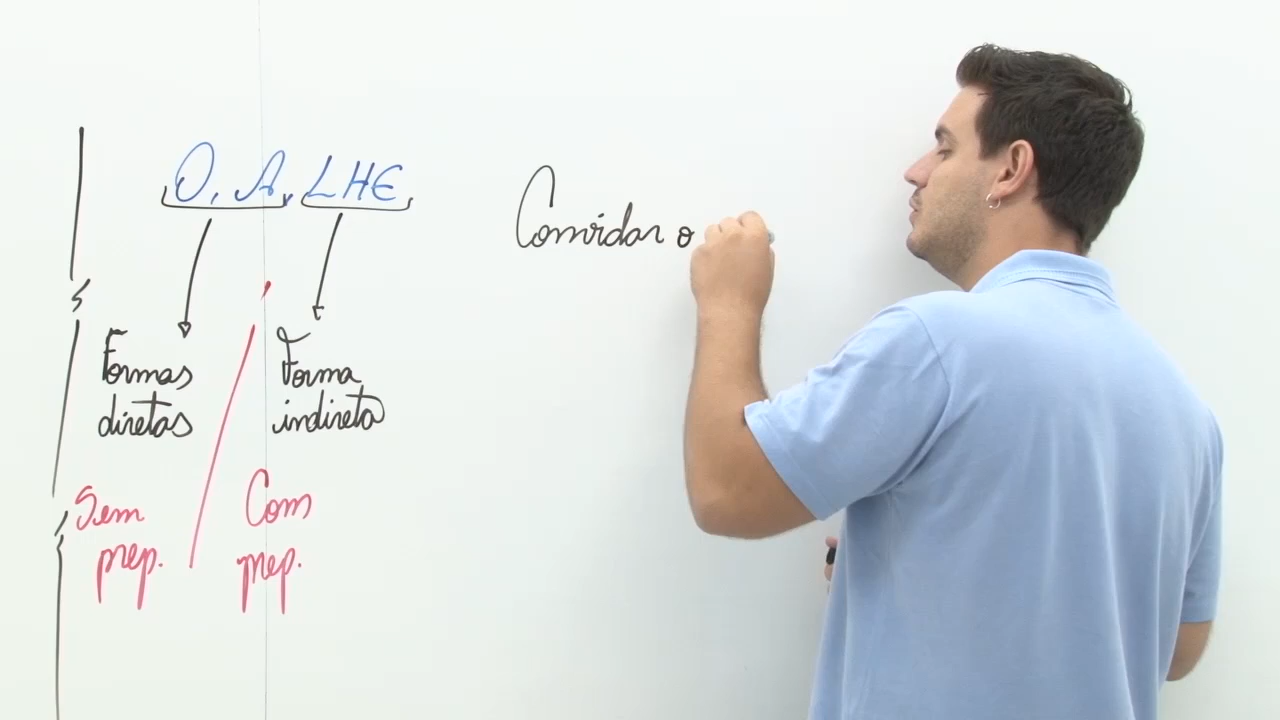 O, A, LHE,
Formas
diretas
Forma
indireta
Sem
prep.
Com
prep.
Convidar o